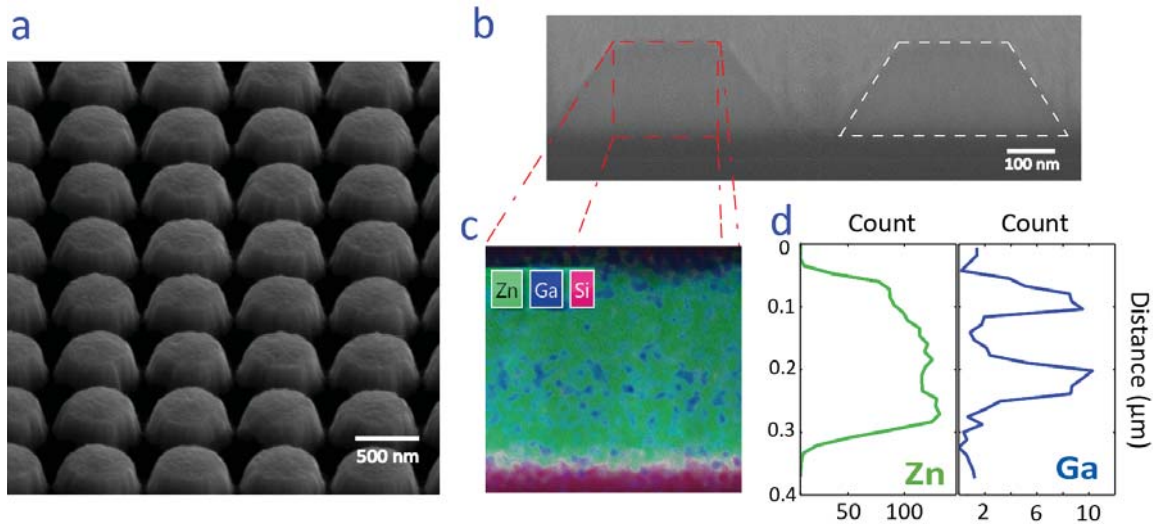 a
500 nm
b
100 nm
c
Zn Ga Si
d
Count Count
0
0.1
0.2
0.3
0.4
Zn Ga
50 100 2 6 10
Distance (μm)